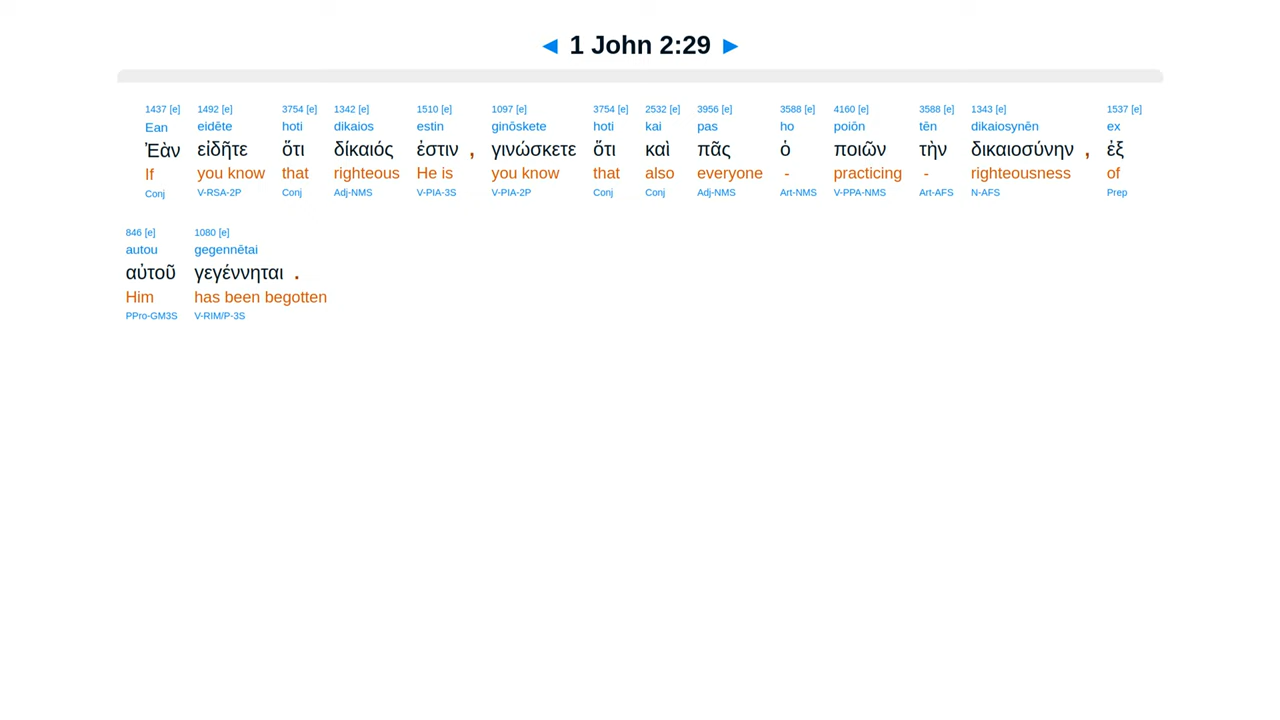 ◄ 1 John 2:29 ►
1437 [e] 1492 [e] 3754 [e] 1342 [e] 1510 [e] 1097 [e] 3754 [e] 2532 [e] 3956 [e] 3588 [e] 4160 [e] 3588 [e] 1343 [e] 1537 [e]
Ean eidēte hoti dikaios estin ginōskete hoti kai pas ho poiōn tēn dikaiosynēn ex
Ἐὰν εἰδῆτε ὅτι δίκαιός ἐστιν , γινώσκετε ὅτι καὶ πᾶς ὁ ποιῶν τὴν δικαιοσύνην , ἐξ
If you know that righteous He is you know that also everyone - practicing - righteousness of
Conj V-RSA-2P Conj Adj-NMS V-PIA-3S V-PIA-2P Conj Conj Adj-NMS Art-NMS V-PPA-NMS Art-AFS N-AFS Prep
846 [e] 1080 [e]
autou gegennētai
αὐτοῦ γεγέννηται .
Him has been begotten
PPro-GM3S V-RIM/P-3S